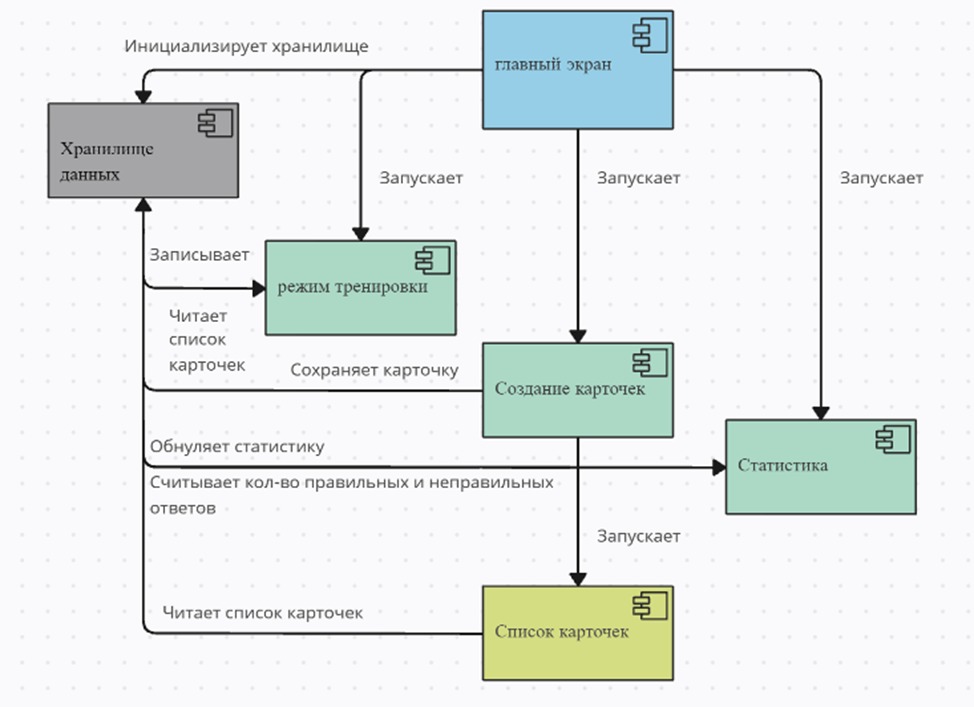 Инициализирует хранилище
главный экран
Хранилище
данных
Запускает
Запускает
Запускает
Записывает
режим тренировки
Читает
список
карточек
Сохраняет карточку
Создание карточек
Обнуляет статистику
Статистика
Считывает кол-во правильных и неправильных
ответов
Запускает
Читает список карточек
Список карточек